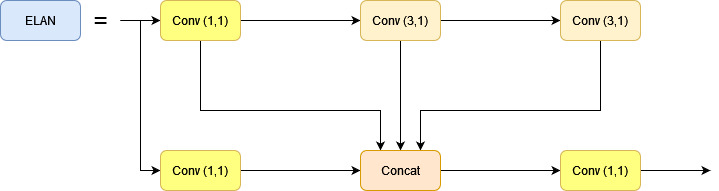 ELAN
=
Conv (1,1)
Conv (3,1)
Conv (3,1)
Conv (1,1)
Concat
Conv (1,1)